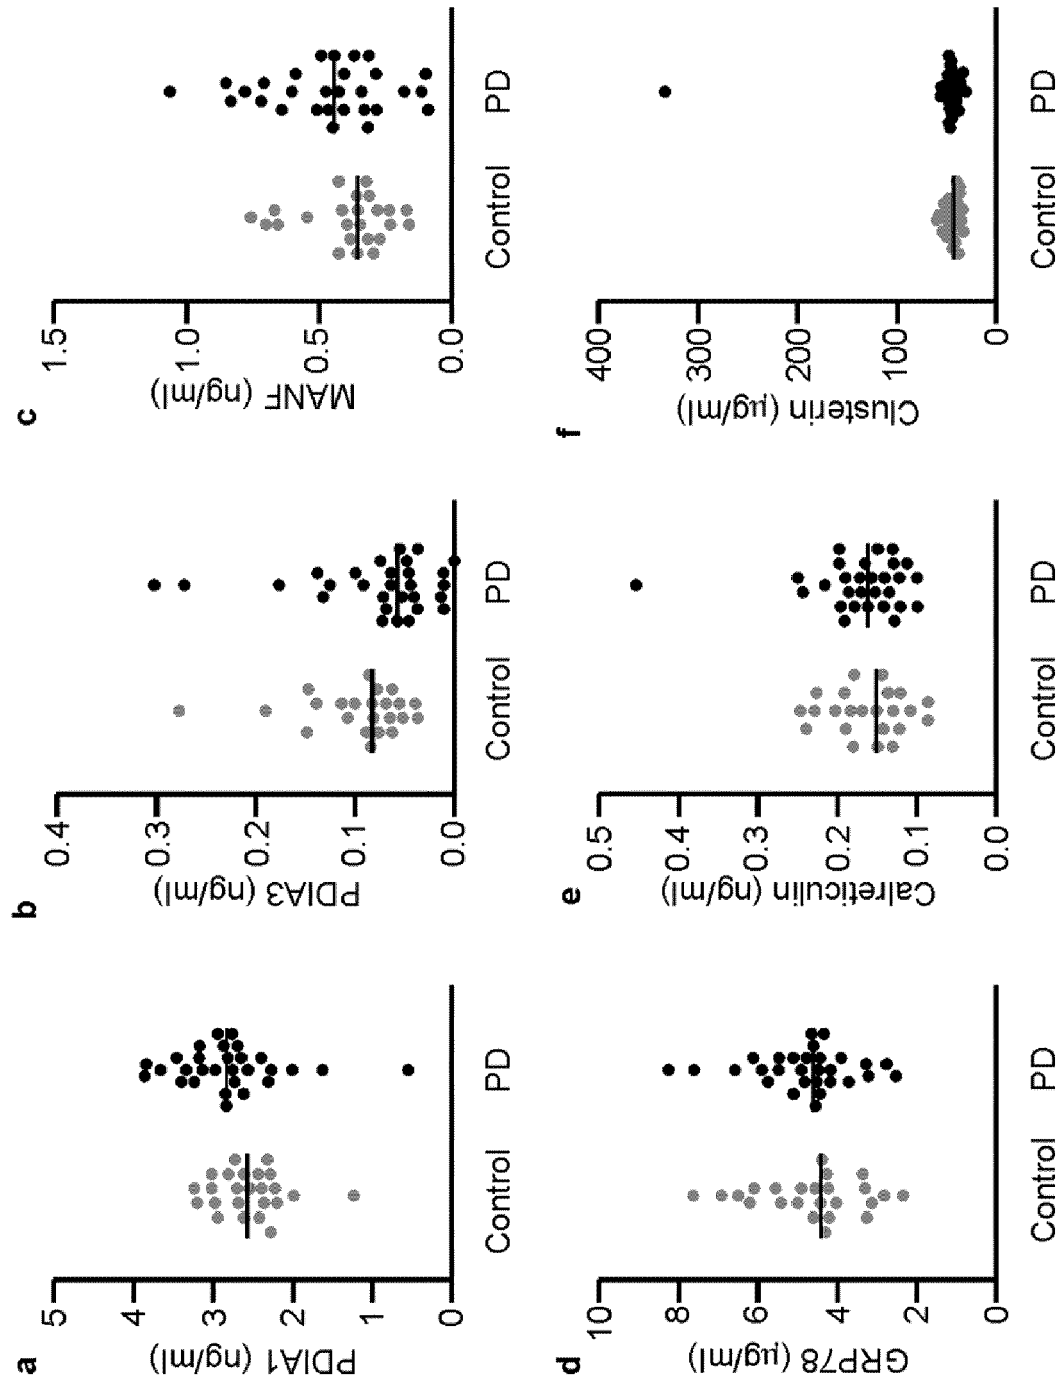 a
PDIA1 (ng/ml)
5
4
3
2
1
0
Control
PD
b
PDIA3 (ng/ml)
0.4
0.3
0.2
0.1
0.0
Control
PD
c
MANF (ng/ml)
1.5
1.0
0.5
0.0
Control
PD
d
GRP78 (μg/ml)
10
8
6
4
2
0
Control
PD
e
Calreticulin (ng/ml)
0.5
0.4
0.3
0.2
0.1
0.0
Control
PD
f
Clusterin (μg/ml)
400
300
200
100
0
Control
PD